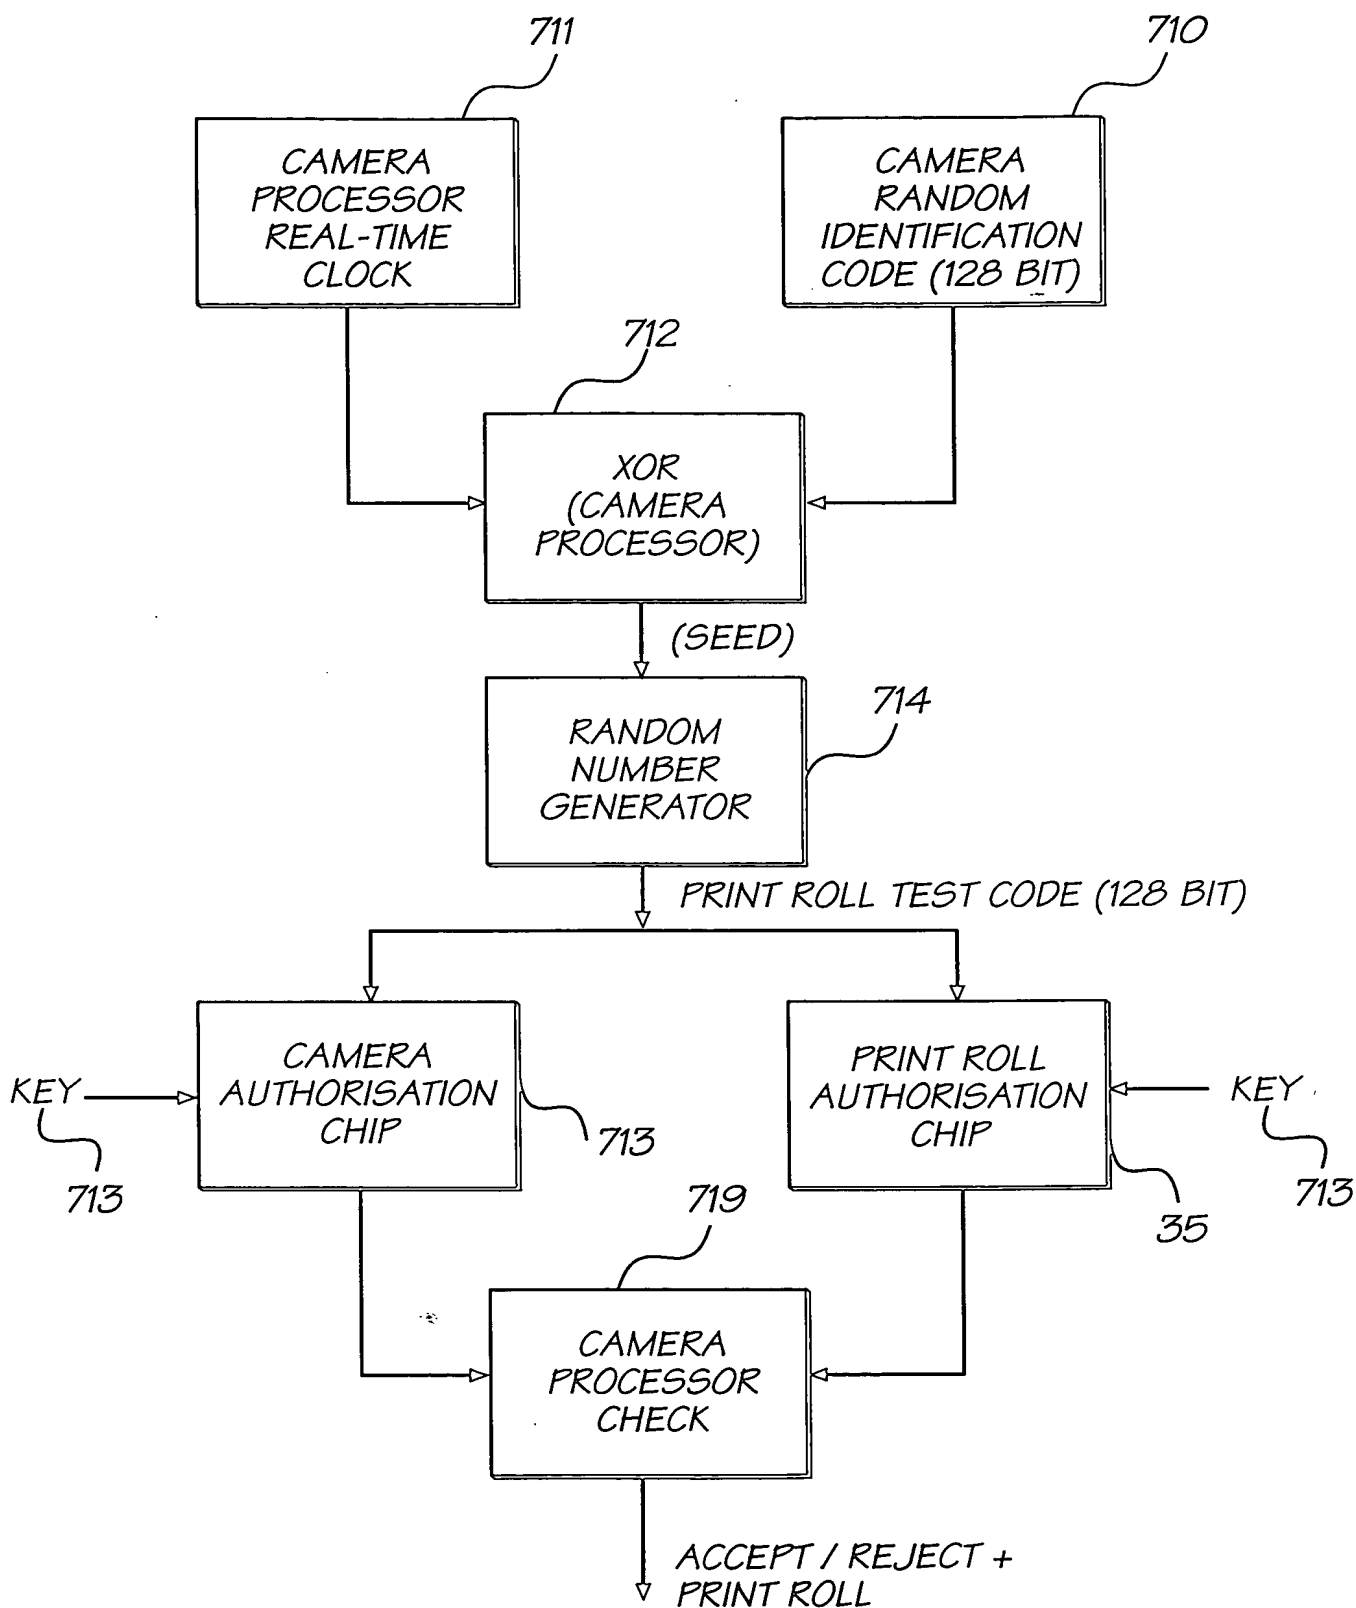 711
710
CAMERA
PROCESSOR
REAL-TIME
CLOCK
CAMERA
RANDOM
IDENTIFICATION
CODE (128 BIT)
712
XOR
(CAMERA
PROCESSOR)
(SEED)
714
RANDOM
NUMBER
GENERATOR
PRINT ROLL TEST CODE (128 BIT)
KEY
713
CAMERA
AUTHORISATION
CHIP
713
PRINT ROLL
AUTHORISATION
CHIP
35
KEY
713
719
CAMERA
PROCESSOR
CHECK
ACCEPT / REJECT +
PRINT ROLL